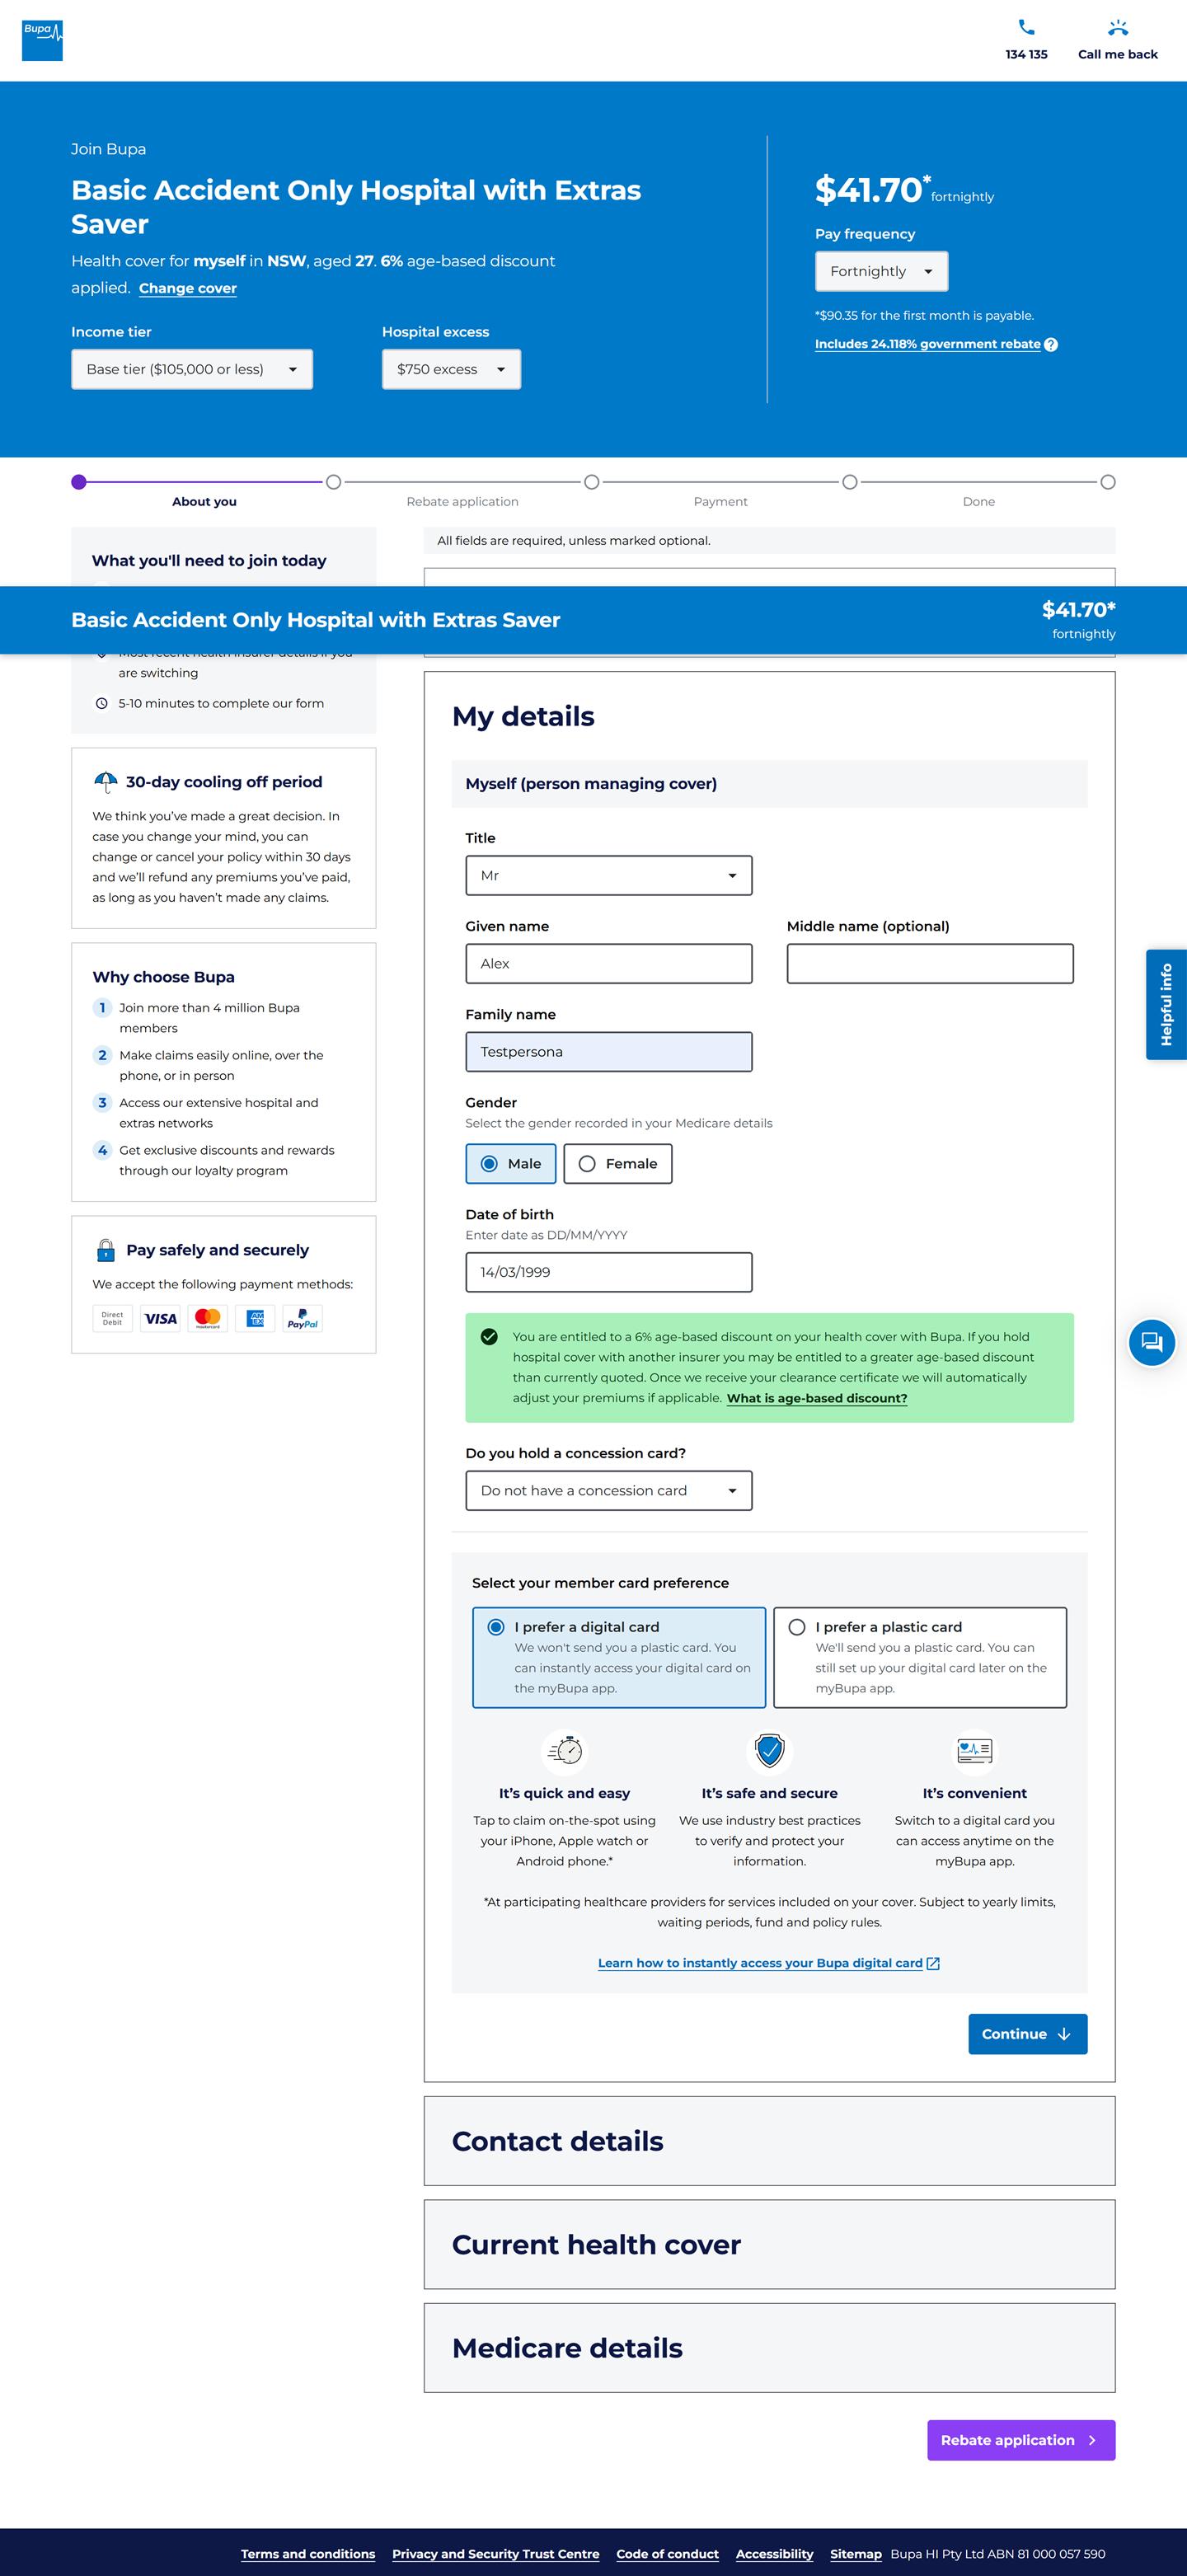 Bupa
134 135
Call me back
Join Bupa
Basic Accident Only Hospital with Extras
Saver
Health cover for myself in NSW, aged 27. 6% age-based discount
applied. Change cover
Income tier
Base tier ($105,000 or less)
Hospital excess
$750 excess
$41.70* fortnightly
Pay frequency
Fortnightly
*$90.35 for the first month is payable.
Includes 24.118% government rebate ?
About you
Rebate application
Payment
Done
What you'll need to join today
All fields are required, unless marked optional.
Basic Accident Only Hospital with Extras Saver
$41.70*
fortnightly
Most recent health insurer details if you
are switching
5-10 minutes to complete our form
30-day cooling off period
We think you’ve made a great decision. In
case you change your mind, you can
change or cancel your policy within 30 days
and we’ll refund any premiums you’ve paid,
as long as you haven’t made any claims.
Why choose Bupa
1 Join more than 4 million Bupa
members
2 Make claims easily online, over the
phone, or in person
3 Access our extensive hospital and
extras networks
4 Get exclusive discounts and rewards
through our loyalty program
Pay safely and securely
We accept the following payment methods:
Direct
Debit
VISA
mastercard
AM
EX
PayPal
My details
Myself (person managing cover)
Title
Mr
Given name
Alex
Middle name (optional)
Family name
Testpersona
Gender
Select the gender recorded in your Medicare details
Male
Female
Date of birth
Enter date as DD/MM/YYYY
14/03/1999
You are entitled to a 6% age-based discount on your health cover with Bupa. If you hold
hospital cover with another insurer you may be entitled to a greater age-based discount
than currently quoted. Once we receive your clearance certificate we will automatically
adjust your premiums if applicable. What is age-based discount?
Do you hold a concession card?
Do not have a concession card
Select your member card preference
I prefer a digital card
We won't send you a plastic card. You
can instantly access your digital card on
the myBupa app.
I prefer a plastic card
We'll send you a plastic card. You can
still set up your digital card later on the
myBupa app.
It’s quick and easy
Tap to claim on-the-spot using
your iPhone, Apple watch or
Android phone.*
It’s safe and secure
We use industry best practices
to verify and protect your
information.
It’s convenient
Switch to a digital card you
can access anytime on the
myBupa app.
*At participating healthcare providers for services included on your cover. Subject to yearly limits,
waiting periods, fund and policy rules.
Learn how to instantly access your Bupa digital card
Continue
Contact details
Current health cover
Medicare details
Rebate application
Helpful info
Terms and conditions Privacy and Security Trust Centre Code of conduct Accessibility Sitemap Bupa HI Pty Ltd ABN 81 000 057 590